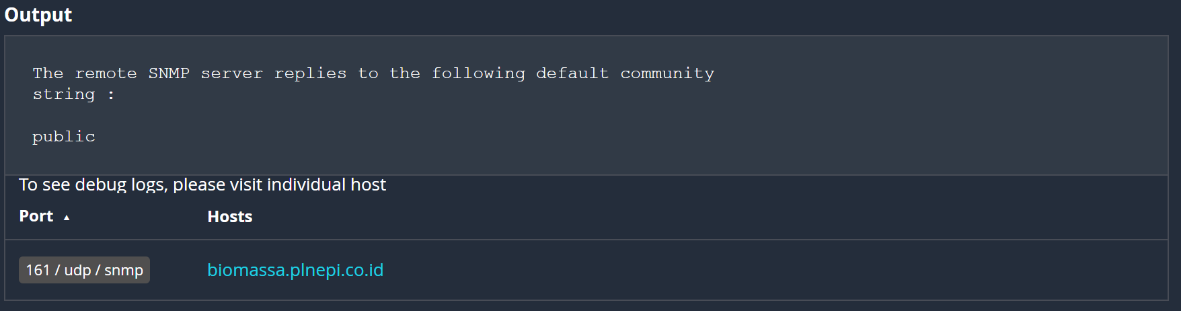 Output
The remote SNMP server replies to the following default community
string :
public
To see debug logs, please visit individual host
Port ▲ Hosts
161 / udp / snmp biomassa.plnepi.co.id